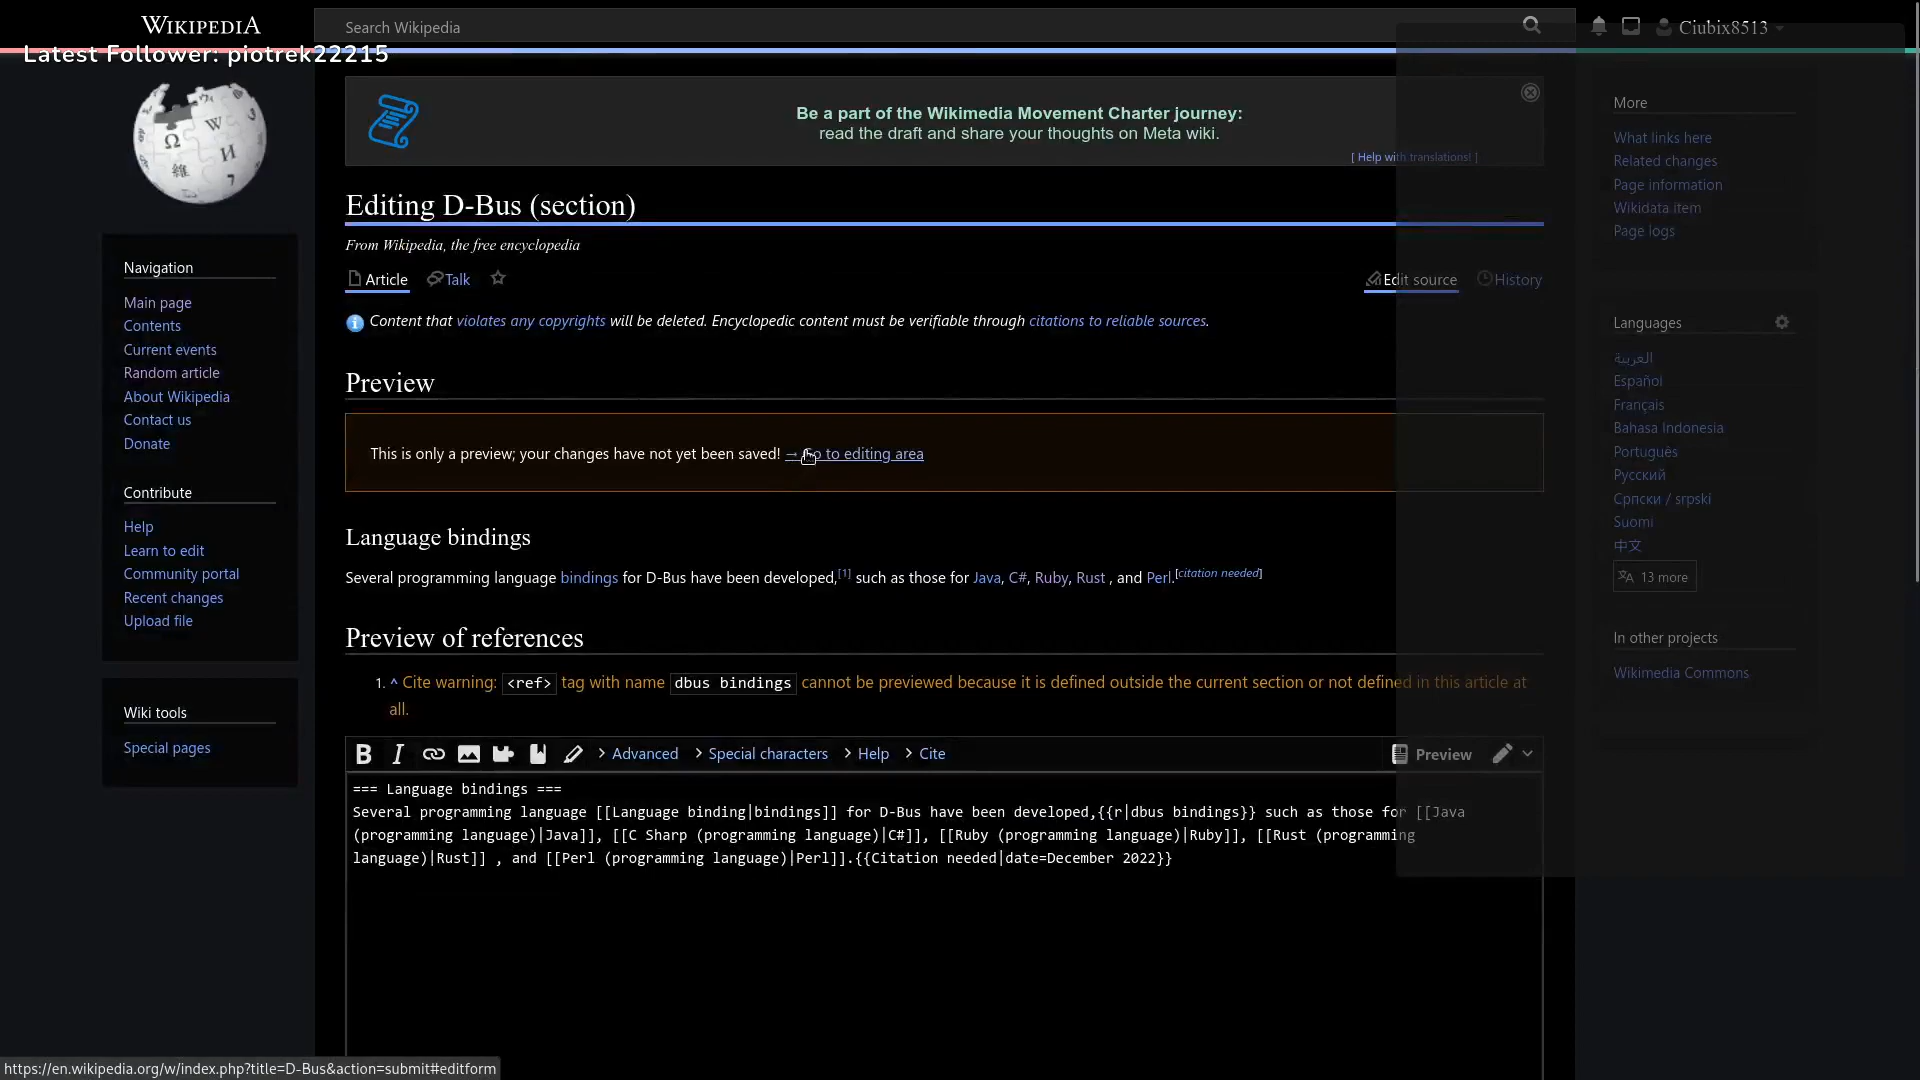 WIKIPEDIA
Search Wikipedia
Ciubix8513
Latest Follower: piotrek22215
Be a part of the Wikimedia Movement Charter journey:
read the draft and share your thoughts on Meta wiki.
[ Help with translations! ]
Editing D-Bus (section)
From Wikipedia, the free encyclopedia
Article
Talk
Edit source
History
Content that violates any copyrights will be deleted. Encyclopedic content must be verifiable through citations to reliable sources.
Preview
This is only a preview; your changes have not yet been saved! → to editing area
Language bindings
Several programming language bindings for D-Bus have been developed,[1] such as those for Java, C#, Ruby, Rust , and Perl.[citation needed]
Preview of references
1. ^ Cite warning: <ref> tag with name dbus bindings cannot be previewed because it is defined outside the current section or not defined in this article at
all.
B I Advanced Special characters Help Cite Preview
=== Language bindings ===
Several programming language [[Language binding|bindings]] for D-Bus have been developed,{{r|dbus bindings}} such as those for [[Java
(programming language)|Java]], [[C Sharp (programming language)|C#]], [[Ruby (programming language)|Ruby]], [[Rust (programming
language)|Rust]] , and [[Perl (programming language)|Perl]].{{Citation needed|date=December 2022}}
Navigation
Main page
Contents
Current events
Random article
About Wikipedia
Contact us
Donate
Contribute
Help
Learn to edit
Community portal
Recent changes
Upload file
Wiki tools
Special pages
More
What links here
Related changes
Page information
Wikidata item
Page logs
Languages
العربية
Español
Français
Bahasa Indonesia
Português
Русский
Српски / srpski
Suomi
中文
13 more
In other projects
Wikimedia Commons
https://en.wikipedia.org/w/index.php?title=D-Bus&action=submit#editform